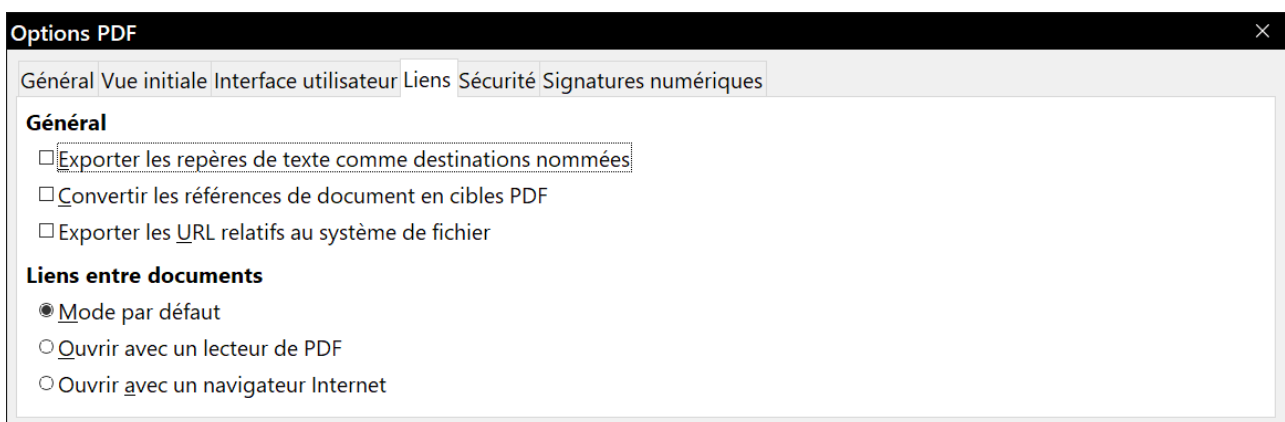 Options PDF
Général Vue initiale Interface utilisateur Liens Sécurité Signatures numériques
Général
Exporter les repères de texte comme destinations nommées
Convertir les références de document en cibles PDF
Exporter les URL relatifs au système de fichier
Liens entre documents
Mode par défaut
Ouvrir avec un lecteur de PDF
Ouvrir avec un navigateur Internet